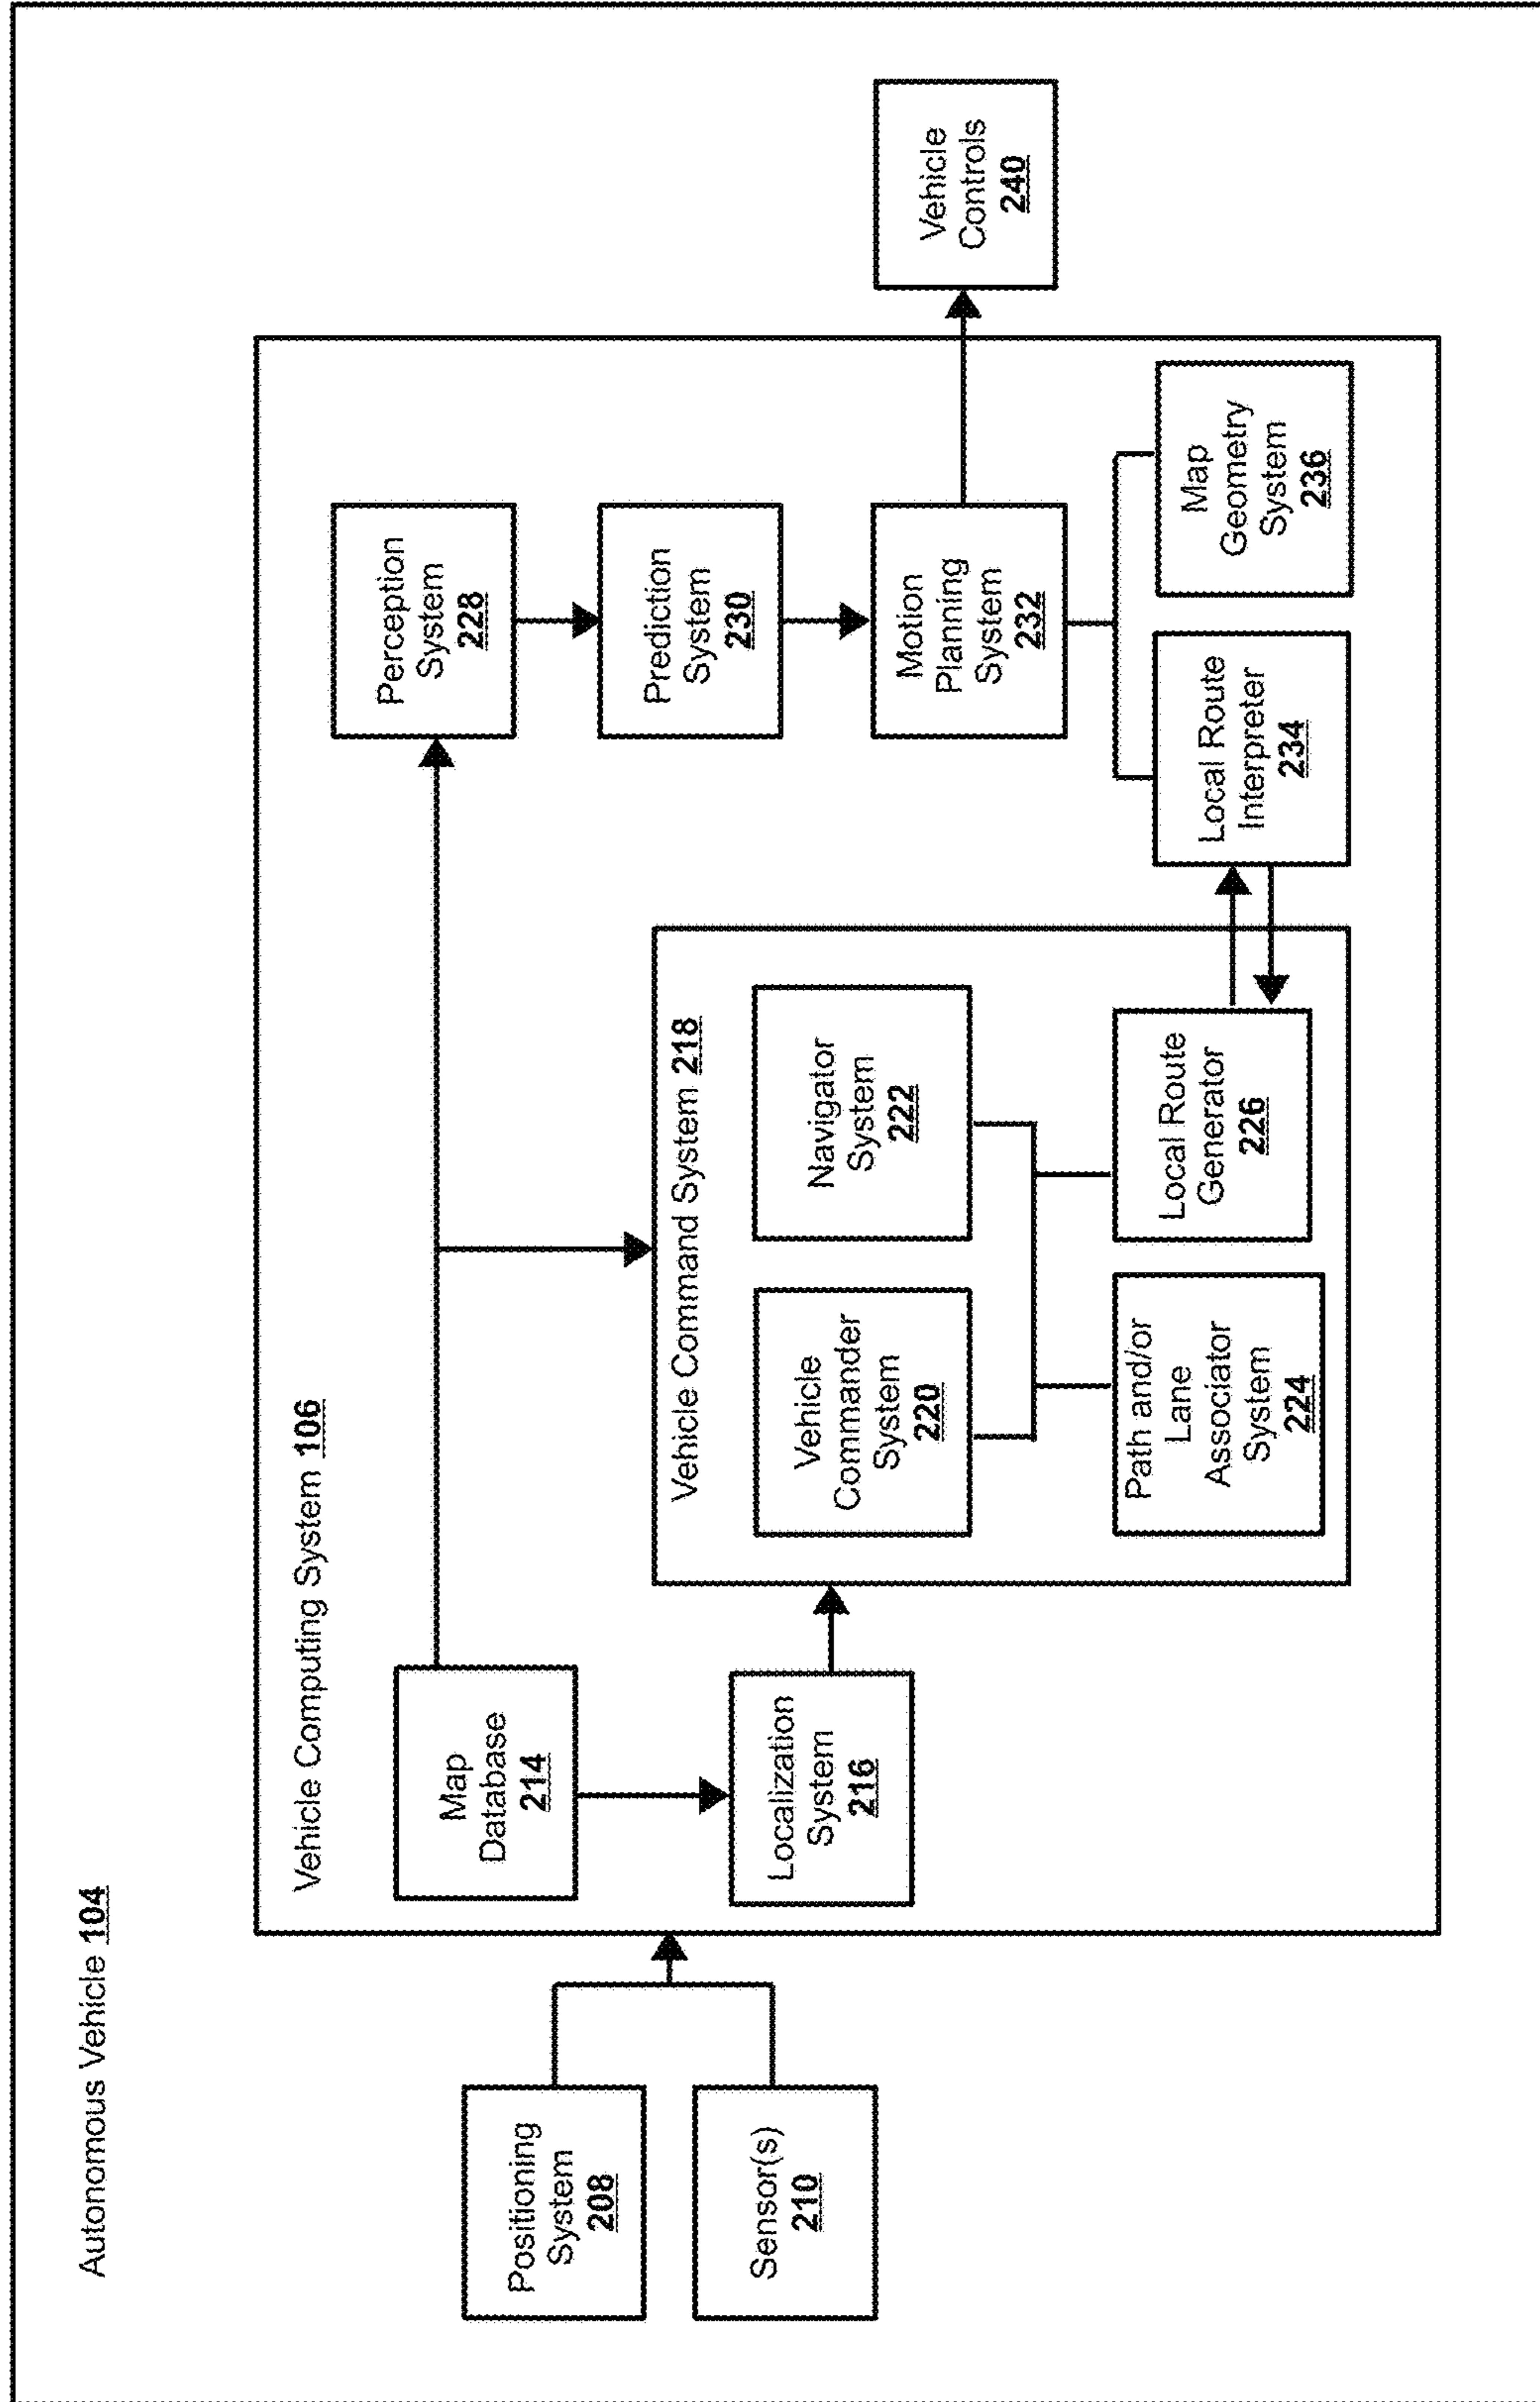 Autonomous Vehicle 104
Vehicle Computing System 106
Positioning
System
208
Sensor(s)
210
Map
Database
214
Localization
System
216
Vehicle Command System 218
Vehicle
Commander
System
220
Navigator
System
222
Path and/or
Lane
Associator
System
224
Local Route
Generator
226
Perception
System
228
Prediction
System
230
Motion
Planning
System
232
Local Route
Interpreter
234
Map
Geometry
System
236
Vehicle
Controls
240